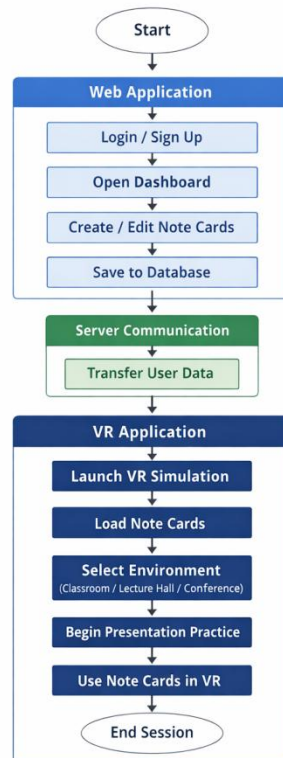 Start
Web Application
Login / Sign Up
Open Dashboard
Create / Edit Note Cards
Save to Database
Server Communication
Transfer User Data
VR Application
Launch VR Simulation
Load Note Cards
Select Environment
(Classroom / Lecture Hall / Conference)
Begin Presentation Practice
Use Note Cards in VR
End Session